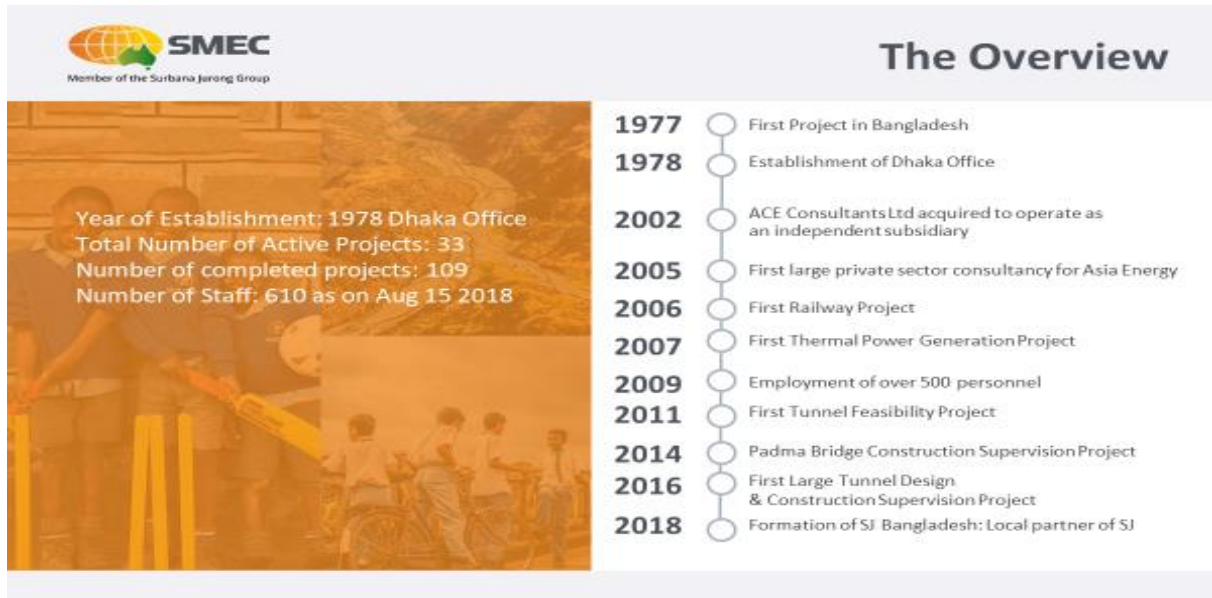 SMEC
Member of the Surbana Jurong Group
The Overview
Year of Establishment: 1978 Dhaka Office
Total Number of Active Projects: 33
Number of completed projects: 109
Number of Staff: 610 as on Aug 15 2018
1977 First Project in Bangladesh
1978 Establishment of Dhaka Office
2002 ACE Consultants Ltd acquired to operate as
an independent subsidiary
2005 First large private sector consultancy for Asia Energy
2006 First Railway Project
2007 First Thermal Power Generation Project
2009 Employment of over 500 personnel
2011 First Tunnel Feasibility Project
2014 Padma Bridge Construction Supervision Project
2016 First Large Tunnel Design
& Construction Supervision Project
2018 Formation of SJ Bangladesh: Local partner of SJ